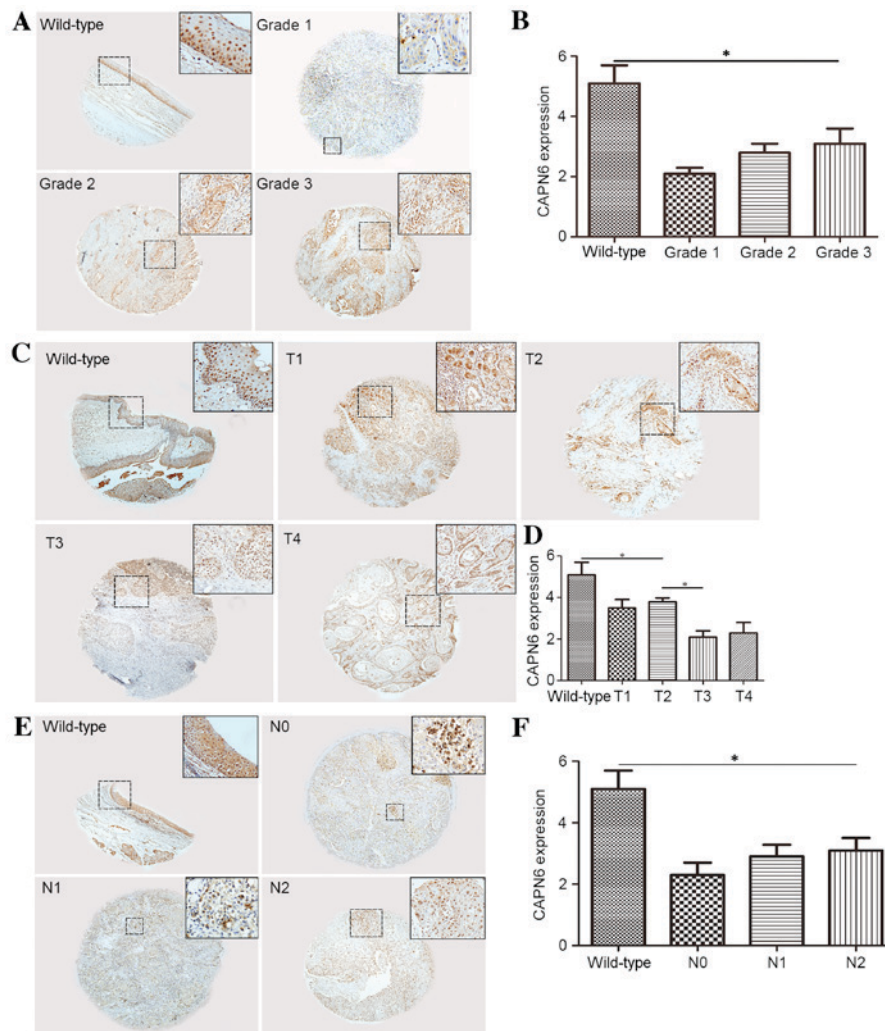 A
Wild-type
Grade 1
Grade 2
Grade 3
B
CAPN6 expression
6
4
2
0
*
Wild-type Grade 1 Grade 2 Grade 3
C
Wild-type
T1
T2
T3
T4
D
CAPN6 expression
6
4
2
0
*
*
Wild-type T1 T2 T3 T4
E
Wild-type
N0
N1
N2
F
CAPN6 expression
6
4
2
0
*
Wild-type N0 N1 N2